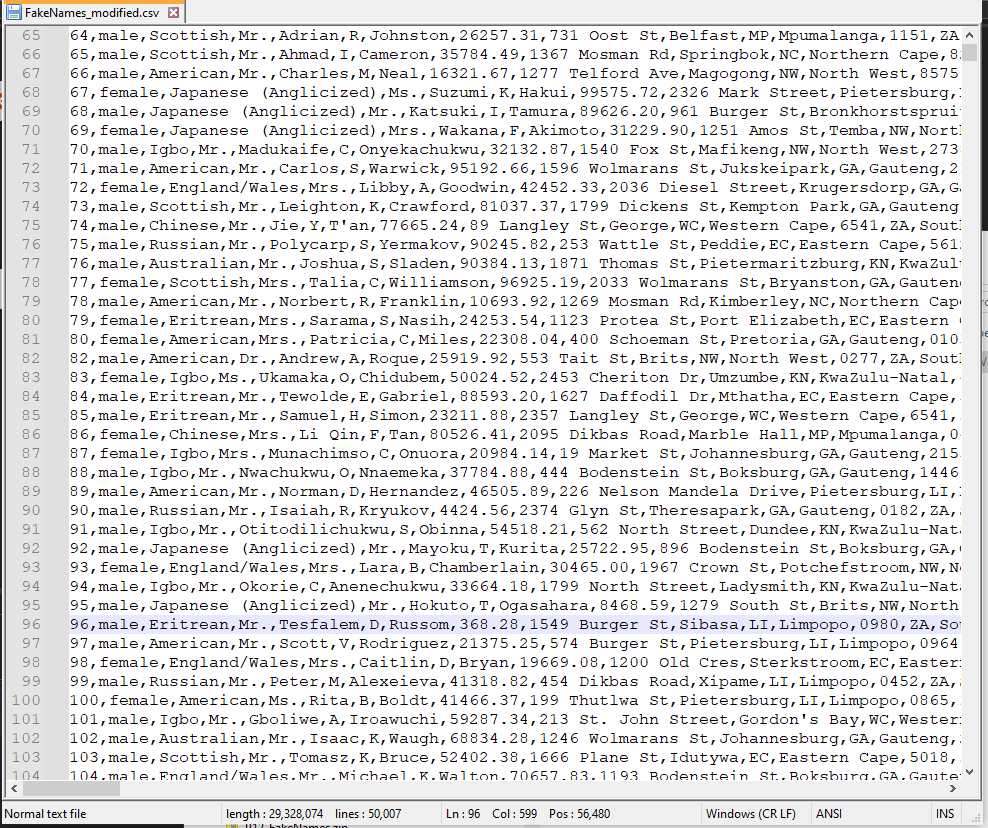 FakeNames_modified.csv
65 64,male,Scottish,Mr.,Adrian,R,Johnston,26257.31,731 Oost St,Belfast,MP,Mpumalanga,1151,ZA
66 65,male,Scottish,Mr.,Ahmad,I,Cameron,35784.49,1367 Mosman Rd,Springbok,NC,Northern Cape,8
67 66,male,American,Mr.,Charles,M,Neal,16321.67,1277 Telford Ave,Magogong,NW,North West,8575
68 67,female,Japanese (Anglicized),Ms.,Suzumi,K,Hakui,99575.72,2326 Mark Street,Pietersburg,
69 68,male,Japanese (Anglicized),Mr.,Katsuki,I,Tamura,89626.20,961 Burger St,Bronkhorstspruit
70 69,female,Japanese (Anglicized),Mrs.,Wakana,F,Akimoto,31229.90,1251 Amos St,Temba,NW,Nort
71 70,male,Igbo,Mr.,Madukaife,C,Onyekachukwu,32132.87,1540 Fox St,Mafikeng,NW,North West,273
72 71,male,American,Mr.,Carlos,S,Warwick,95192.66,1596 Wolmarans St,Jukskeipark,GA,Gauteng,2
73 72,female,England/Wales,Mrs.,Libby,A,Goodwin,42452.33,2036 Diesel Street,Krugersdorp,GA,G
74 73,male,Scottish,Mr.,Leighton,K,Crawford,81037.37,1799 Dickens St,Kempton Park,GA,Gauteng
75 74,male,Chinese,Mr.,Jie,Y,T'an,77665.24,89 Langley St,George,WC,Western Cape,6541,ZA,Sout
76 75,male,Russian,Mr.,Polycarp,S,Yermakov,90245.82,253 Wattle St,Peddie,EC,Eastern Cape,561
77 76,male,Australian,Mr.,Joshua,S,Sladen,90384.13,1871 Thomas St,Pietermaritzburg,KN,KwaZul
78 77,female,Scottish,Mrs.,Talia,C,Williamson,96925.19,2033 Wolmarans St,Bryanston,GA,Gauten
79 78,male,American,Mr.,Norbert,R,Franklin,10693.92,1269 Mosman Rd,Kimberley,NC,Northern Cap
80 79,female,Eritrean,Mrs.,Sarama,S,Nasih,24253.54,1123 Protea St,Port Elizabeth,EC,Eastern
81 80,female,American,Mrs.,Patricia,C,Miles,22308.04,400 Schoeman St,Pretoria,GA,Gauteng,010
82 82,male,American,Dr.,Andrew,A,Roque,25919.92,553 Tait St,Brits,NW,North West,0277,ZA,Sout
83 83,female,Igbo,Ms.,Ukamaka,O,Chidubem,50024.52,2453 Cheriton Dr,Umzumbe,KN,KwaZulu-Natal,
84 84,male,Eritrean,Mr.,Tewolde,E,Gabriel,88593.20,1627 Daffodil Dr,Mthatha,EC,Eastern Cape,
85 85,male,Eritrean,Mr.,Samuel,H,Simon,23211.88,2357 Langley St,George,WC,Western Cape,6541,
86 86,female,Chinese,Mrs.,Li Qin,F,Tan,80526.41,2095 Dikbas Road,Marble Hall,MP,Mpumalanga,0
87 87,female,Igbo,Mrs.,Munachimso,C,Onuora,20984.14,19 Market St,Johannesburg,GA,Gauteng,215
88 88,male,Igbo,Mr.,Nwachukwu,O,Nnaemeka,37784.88,444 Bodenstein St,Boksburg,GA,Gauteng,1446
89 89,male,American,Mr.,Norman,D,Hernandez,46505.89,226 Nelson Mandela Drive,Pietersburg,LI,
90 90,male,Russian,Mr.,Isaiah,R,Kryukov,4424.56,2374 Glyn St,Theresapark,GA,Gauteng,0182,ZA,
91 91,male,Igbo,Mr.,Otitodilichukwu,S,Obinna,54518.21,562 North Street,Dundee,KN,KwaZulu-Nat
92 92,male,Japanese (Anglicized),Mr.,Mayoku,T,Kurita,25722.95,896 Bodenstein St,Boksburg,GA,
93 93,female,England/Wales,Mrs.,Lara,B,Chamberlain,30465.00,1967 Crown St,Potchefstroom,NW,N
94 94,male,Igbo,Mr.,Okorie,C,Anenechukwu,33664.18,1799 North Street,Ladysmith,KN,KwaZulu-Nat
95 95,male,Japanese (Anglicized),Mr.,Hokuto,T,Ogasahara,8468.59,1279 South St,Brits,NW,North
96 96,male,Eritrean,Mr.,Tesfalem,D,Russom,368.28,1549 Burger St,Sibasa,LI,Limpopo,0980,ZA,So
97 97,male,American,Mr.,Scott,V,Rodriguez,21375.25,574 Burger St,Pietersburg,LI,Limpopo,0964
98 98,female,England/Wales,Mrs.,Caitlin,D,Bryan,19669.08,1200 Old Cres,Sterkstroom,EC,Easter
99 99,male,Russian,Mr.,Peter,M,Alexeieva,41318.82,454 Dikbas Road,Xipame,LI,Limpopo,0452,ZA,
100 100,female,American,Ms.,Rita,B,Boldt,41466.37,199 Thutlwa St,Pietersburg,LI,Limpopo,0865,
101 101,male,Igbo,Mr.,Gboliwe,A,Iroawuchi,59287.34,213 St. John Street,Gordon's Bay,WC,Wester
102 102,male,Australian,Mr.,Isaac,K,Waugh,68834.28,1246 Wolmarans St,Johannesburg,GA,Gauteng,
103 103,male,Scottish,Mr.,Tomasz,K,Bruce,52402.38,1666 Plane St,Idutywa,EC,Eastern Cape,5018,
104 104,male,England/Wales,Mr.,Michael,K,Walton,70657.83,1193 Bodenstein St,Boksburg,GA,Gaute
Normal text file length : 29,328,074 lines : 50,007 Ln : 96 Col : 599 Pos : 56,480 Windows (CR LF) ANSI INS